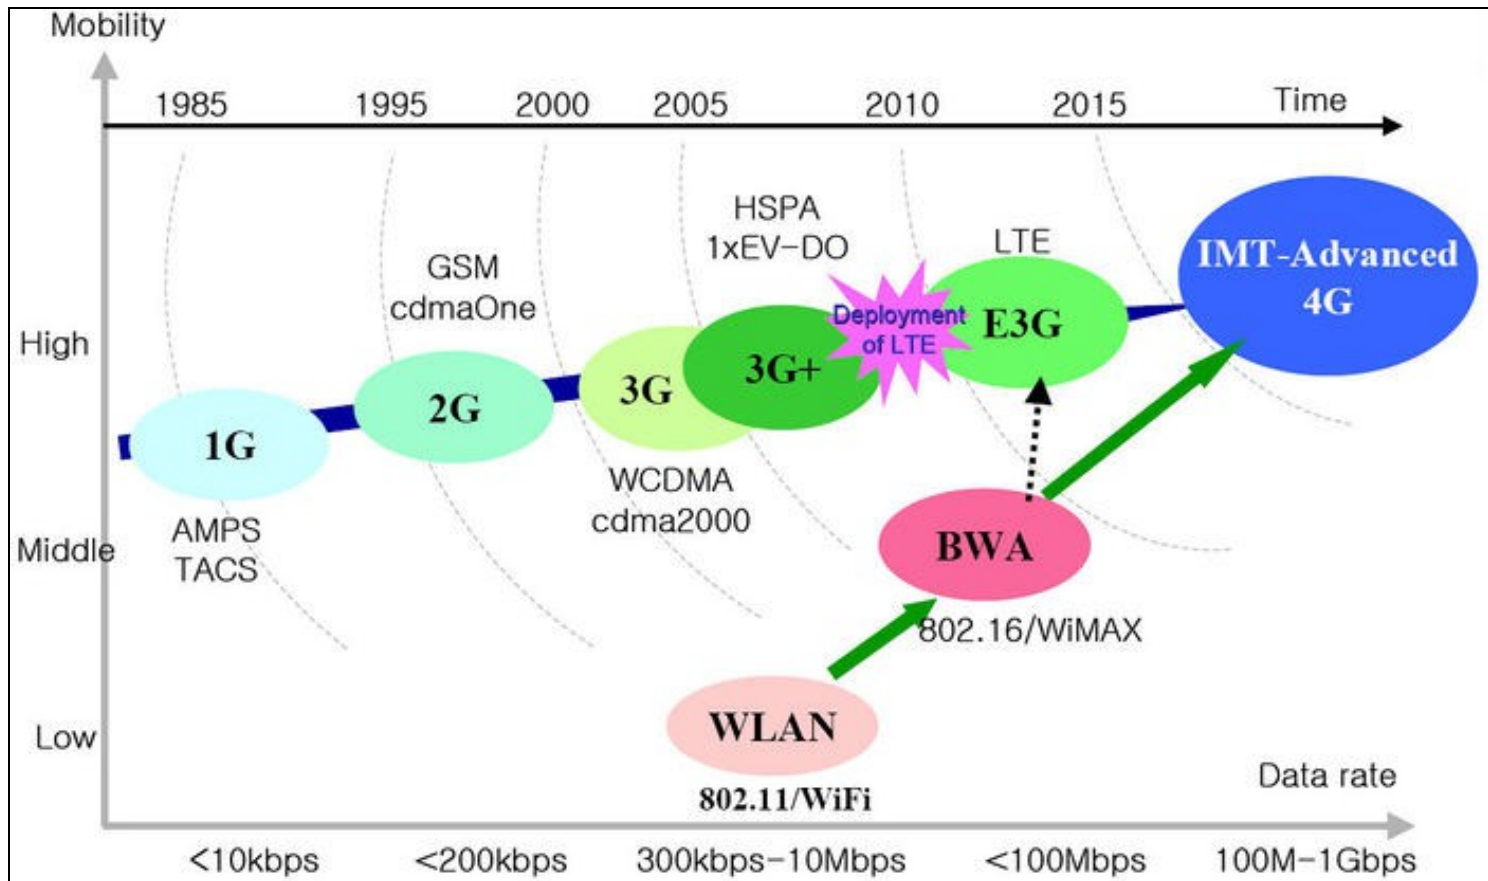 Mobility
1985 1995 2000 2005 2010 2015 Time
HSPA
1xEV-DO
LTE
IMT-Advanced
4G
GSM
cdmaOne
Deployment
of LTE
E3G
High
3G+
3G
2G
1G
WCDMA
cdma2000
AMPS
TACS
Middle
BWA
802.16/WiMAX
Low
WLAN
802.11/WiFi
Data rate
<10kbps <200kbps 300kbps-10Mbps <100Mbps 100M-1Gbps